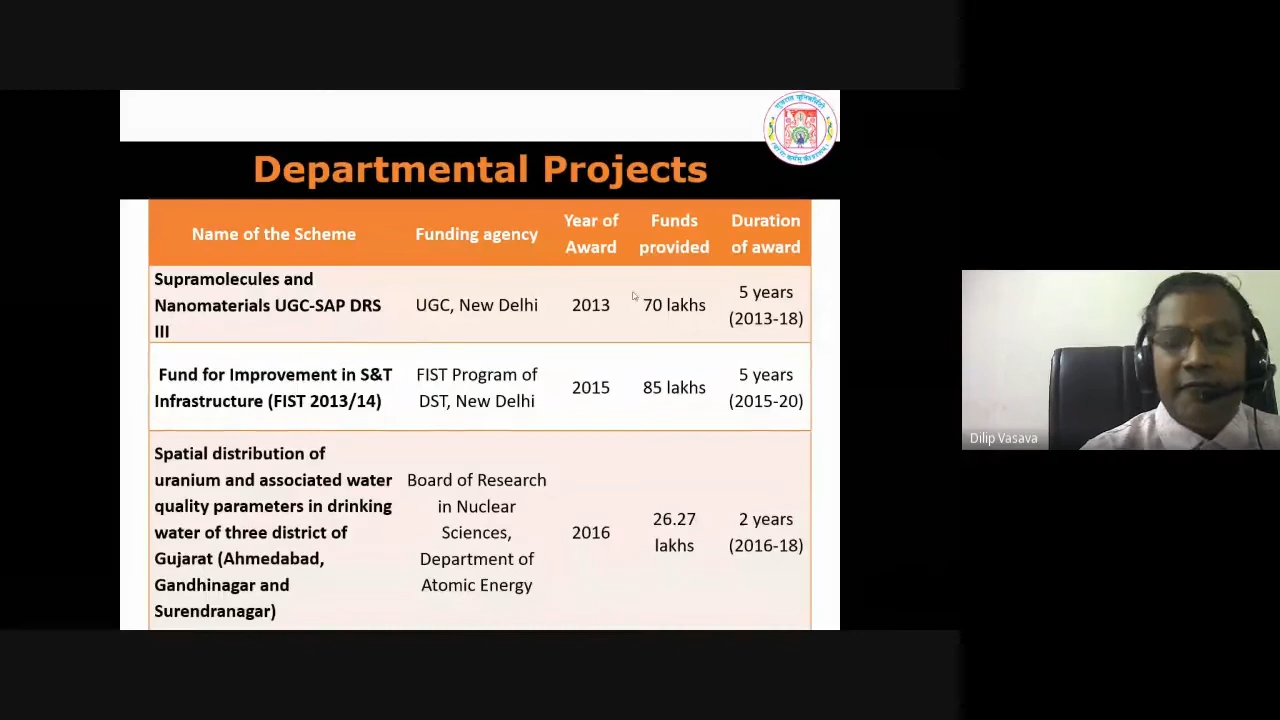 Departmental Projects
Name of the Scheme
Funding agency
Year of
Award
Funds
provided
Duration
of award
Supramolecules and
Nanomaterials UGC-SAP DRS
III
UGC, New Delhi
2013
70 lakhs
5 years
(2013-18)
Fund for Improvement in S&T
Infrastructure (FIST 2013/14)
FIST Program of
DST, New Delhi
2015
85 lakhs
5 years
(2015-20)
Spatial distribution of
uranium and associated water
quality parameters in drinking
water of three district of
Gujarat (Ahmedabad,
Gandhinagar and
Surendranagar)
Board of Research
in Nuclear
Sciences,
Department of
Atomic Energy
2016
26.27
lakhs
2 years
(2016-18)
Dilip Vasava